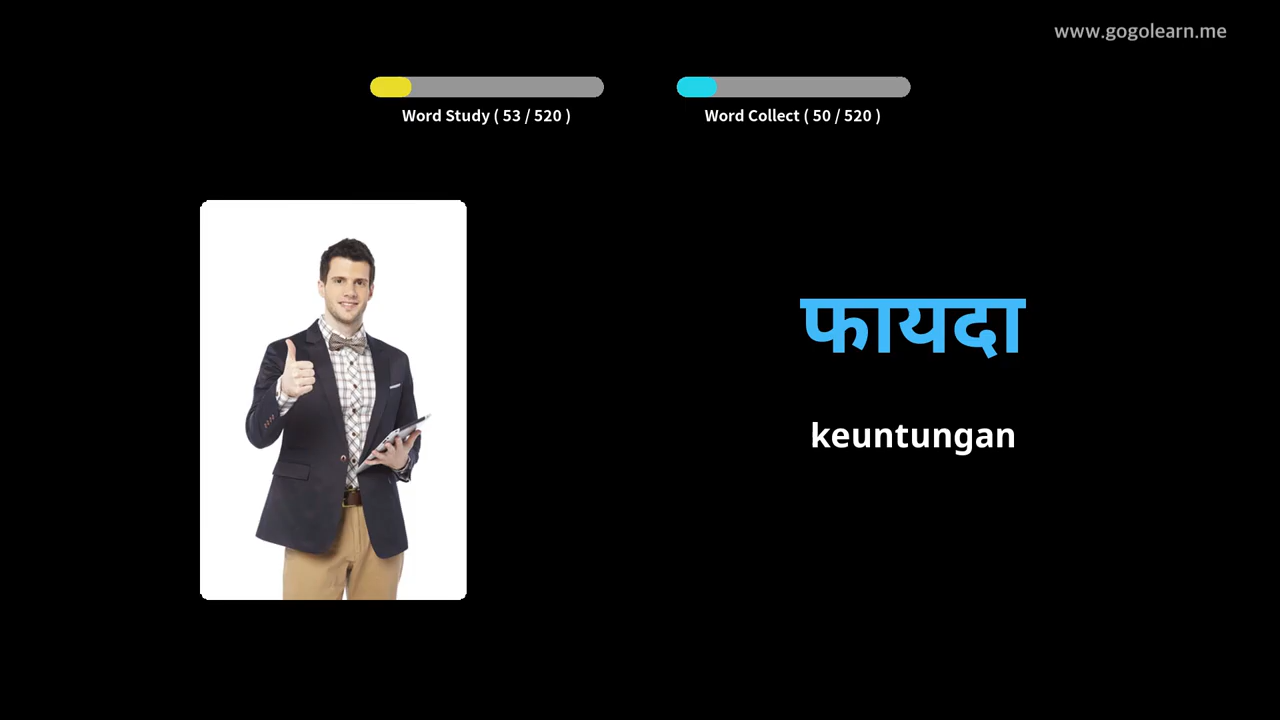 www.gogolearn.me
Word Study ( 53 / 520 )
Word Collect ( 50 / 520 )
फायदा
keuntungan